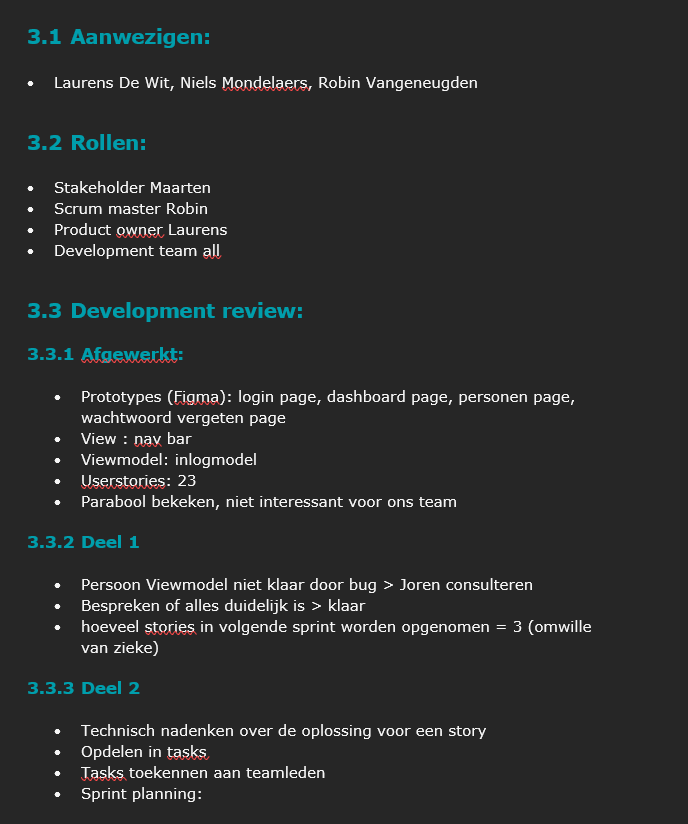 3.1 Aanwezigen:
• Laurens De Wit, Niels Mondelaers, Robin Vangeneugden
3.2 Rollen:
• Stakeholder Maarten
• Scrum master Robin
• Product owner Laurens
• Development team all
3.3 Development review:
3.3.1 Afgewerkt:
• Prototypes (Figma): login page, dashboard page, personen page,
wachtwoord vergeten page
• View : nav bar
• Viewmodel: inlogmodel
• Userstories: 23
• Parabool bekeken, niet interessant voor ons team
3.3.2 Deel 1
• Persoon Viewmodel niet klaar door bug > Joren consulteren
• Bespreken of alles duidelijk is > klaar
• hoeveel stories in volgende sprint worden opgenomen = 3 (omwille
van zieke)
3.3.3 Deel 2
• Technisch nadenken over de oplossing voor een story
• Opdelen in tasks
• Tasks toekennen aan teamleden
• Sprint planning: